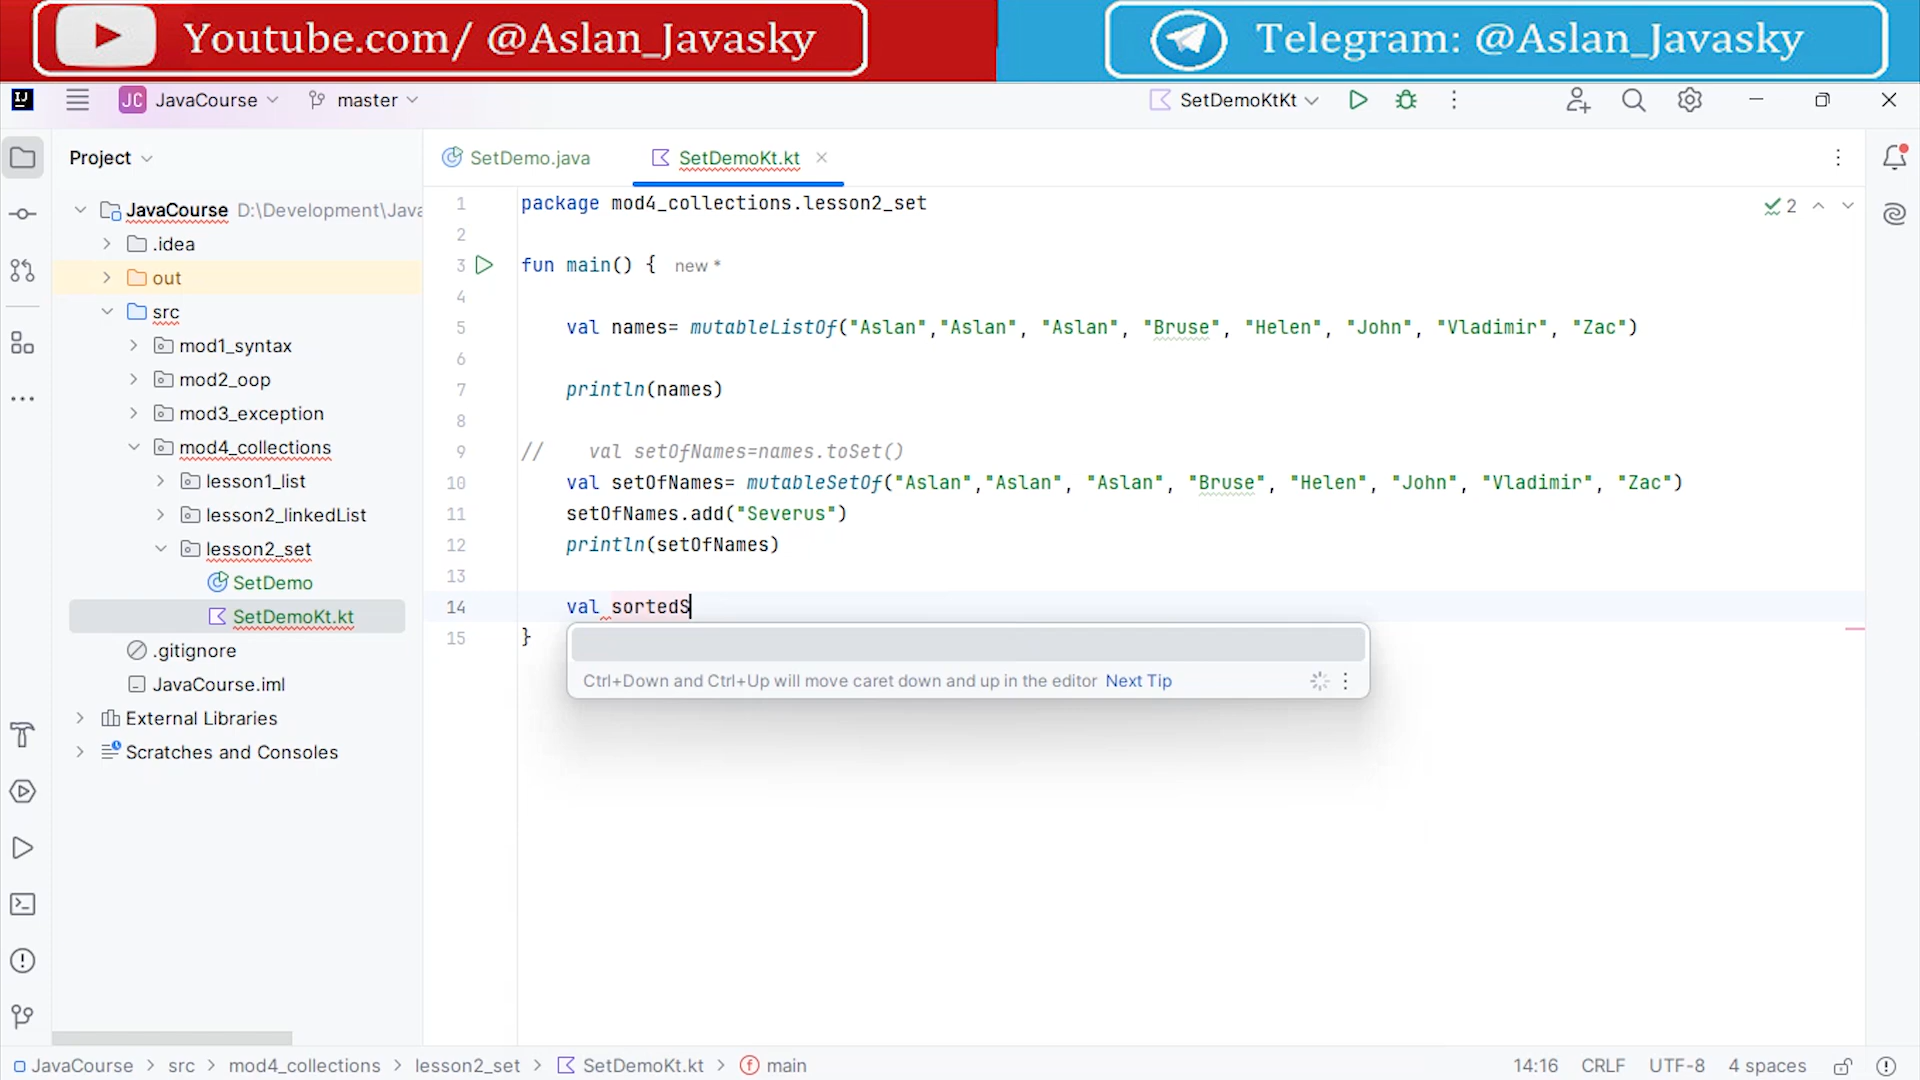 Youtube.com/ @Aslan_Javasky
Telegram: @Aslan_Javasky
JC JavaCourse master
SetDemoKtKt
Project
SetDemo.java
SetDemoKt.kt
JavaCourse D:\Development\Java
.idea
out
src
mod1_syntax
mod2_oop
mod3_exception
mod4_collections
lesson1_list
lesson2_linkedList
lesson2_set
SetDemo
SetDemoKt.kt
.gitignore
JavaCourse.iml
External Libraries
Scratches and Consoles
1 package mod4_collections.lesson2_set
2
3 fun main() { new *
4
5 val names= mutableListOf("Aslan","Aslan", "Aslan", "Bruse", "Helen", "John", "Vladimir", "Zac")
6
7 println(names)
8
9 // val setOfNames=names.toSet()
10 val setOfNames= mutableSetOf("Aslan","Aslan", "Aslan", "Bruse", "Helen", "John", "Vladimir", "Zac")
11 setOfNames.add("Severus")
12 println(setOfNames)
13
14 val sortedS
15 }
2
Ctrl+Down and Ctrl+Up will move caret down and up in the editor Next Tip
JavaCourse > src > mod4_collections > lesson2_set > SetDemoKt.kt > main
14:16 CRLF UTF-8 4 spaces